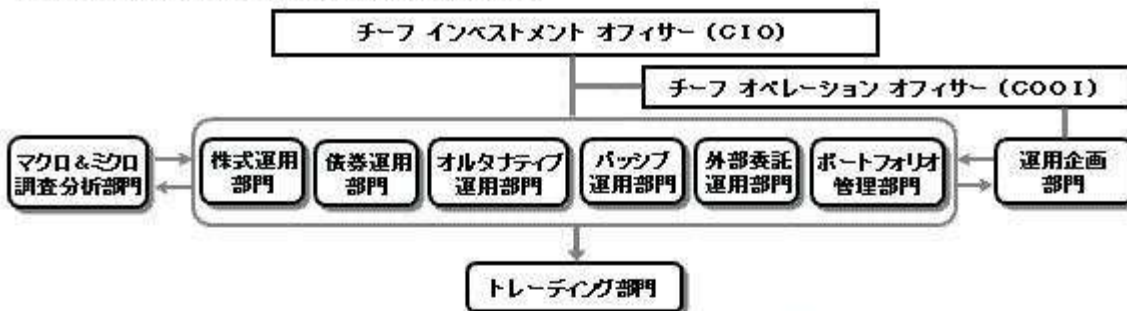 チーフ インベストメント オフィサー (CIO)
チーフ オペレーション オフィサー (COOI)
マクロ&ミクロ
調査分析部門
株式運用
部門
債券運用
部門
オルタナティブ
運用部門
パッシブ
運用部門
外部委託
運用部門
ポートフォリオ
管理部門
運用企画
部門
トレーディング部門